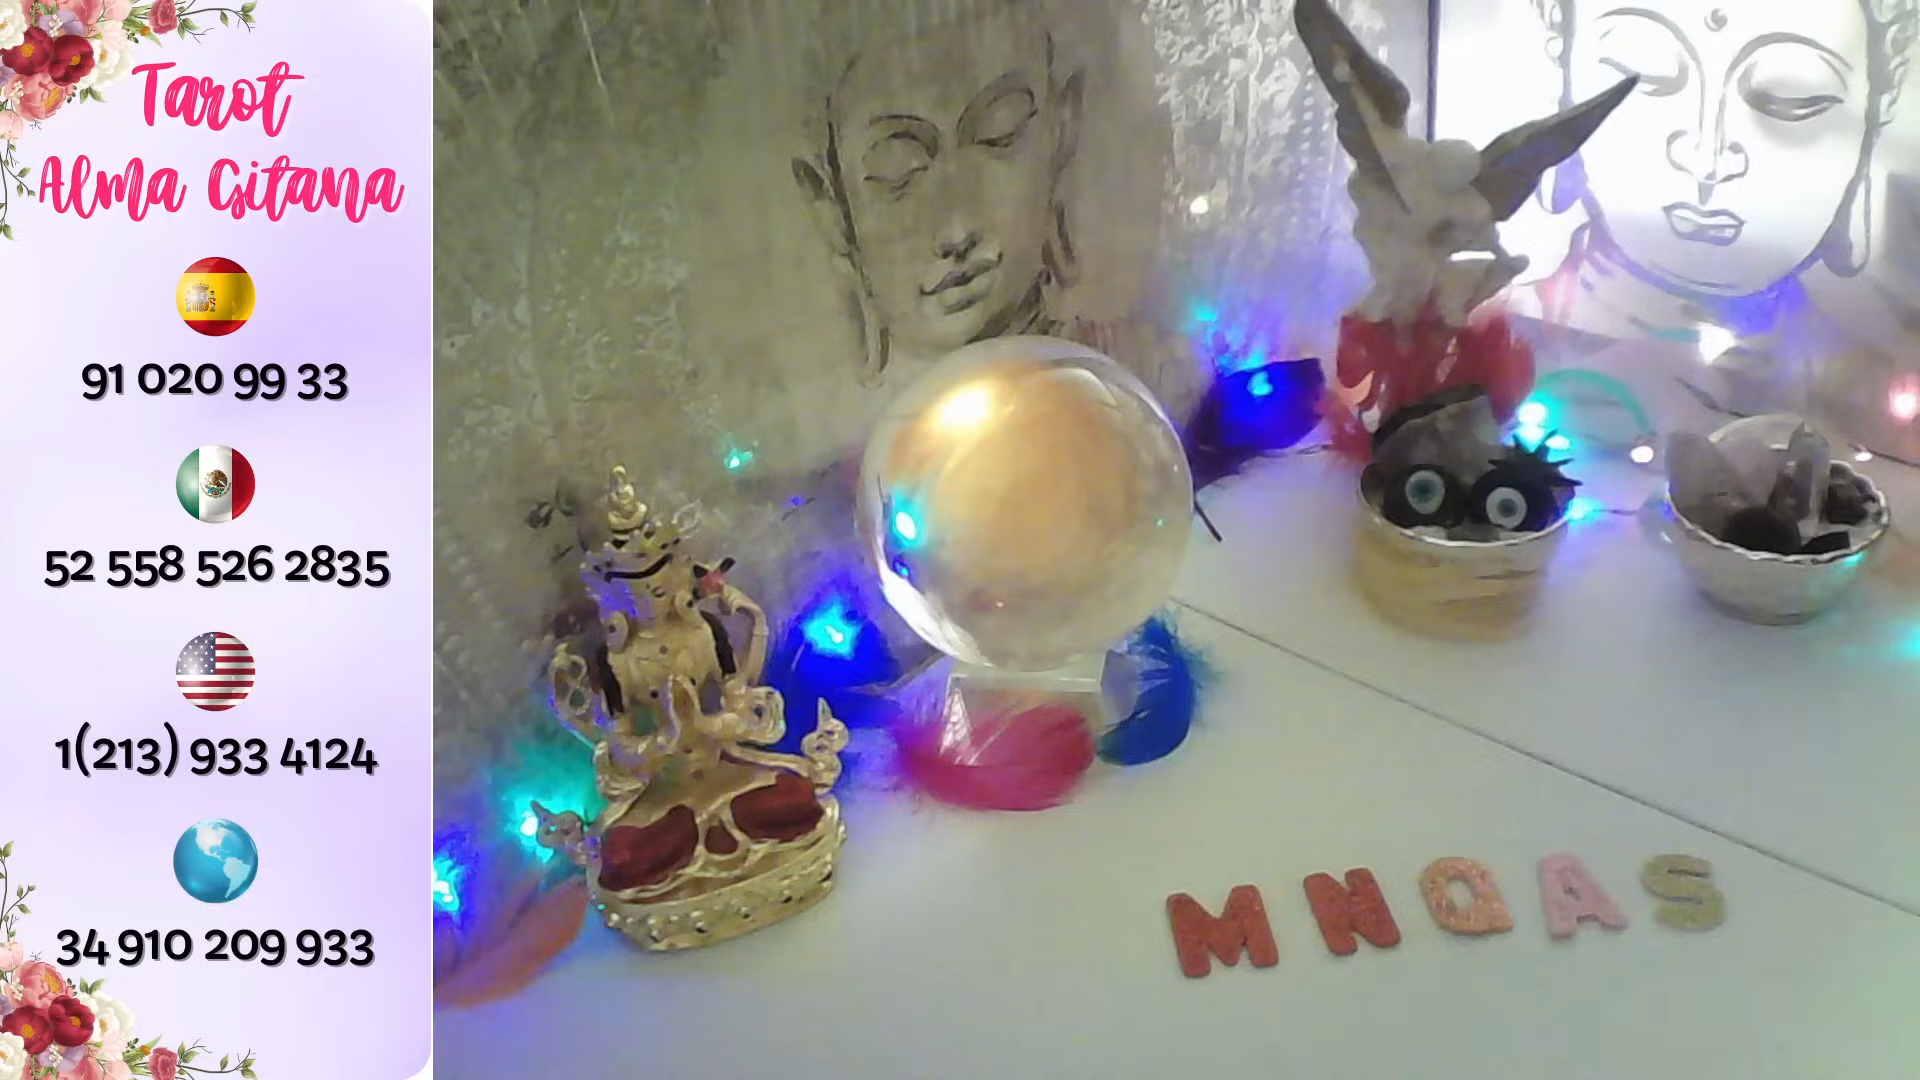 Tarot
Alma Gitana
91 020 99 33
52 558 526 2835
1(213) 933 4124
34 910 209 933
MNQAS